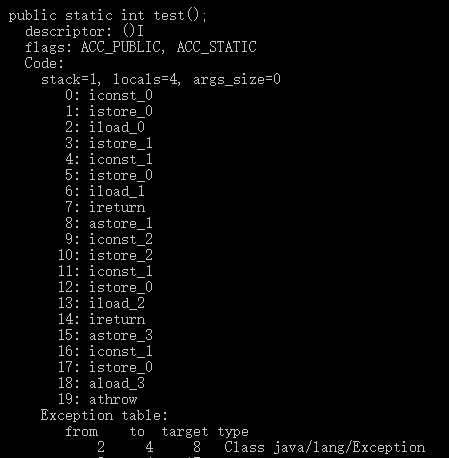 public static int test();
descriptor: ()I
flags: ACC_PUBLIC, ACC_STATIC
Code:
stack=1, locals=4, args_size=0
0: iconst_0
1: istore_0
2: iload_0
3: istore_1
4: iconst_1
5: istore_0
6: iload_1
7: ireturn
8: astore_1
9: iconst_2
10: istore_2
11: iconst_1
12: istore_0
13: iload_2
14: ireturn
15: astore_3
16: iconst_1
17: istore_0
18: aload_3
19: athrow
Exception table:
from to target type
2 4 8 Class java/lang/Exception